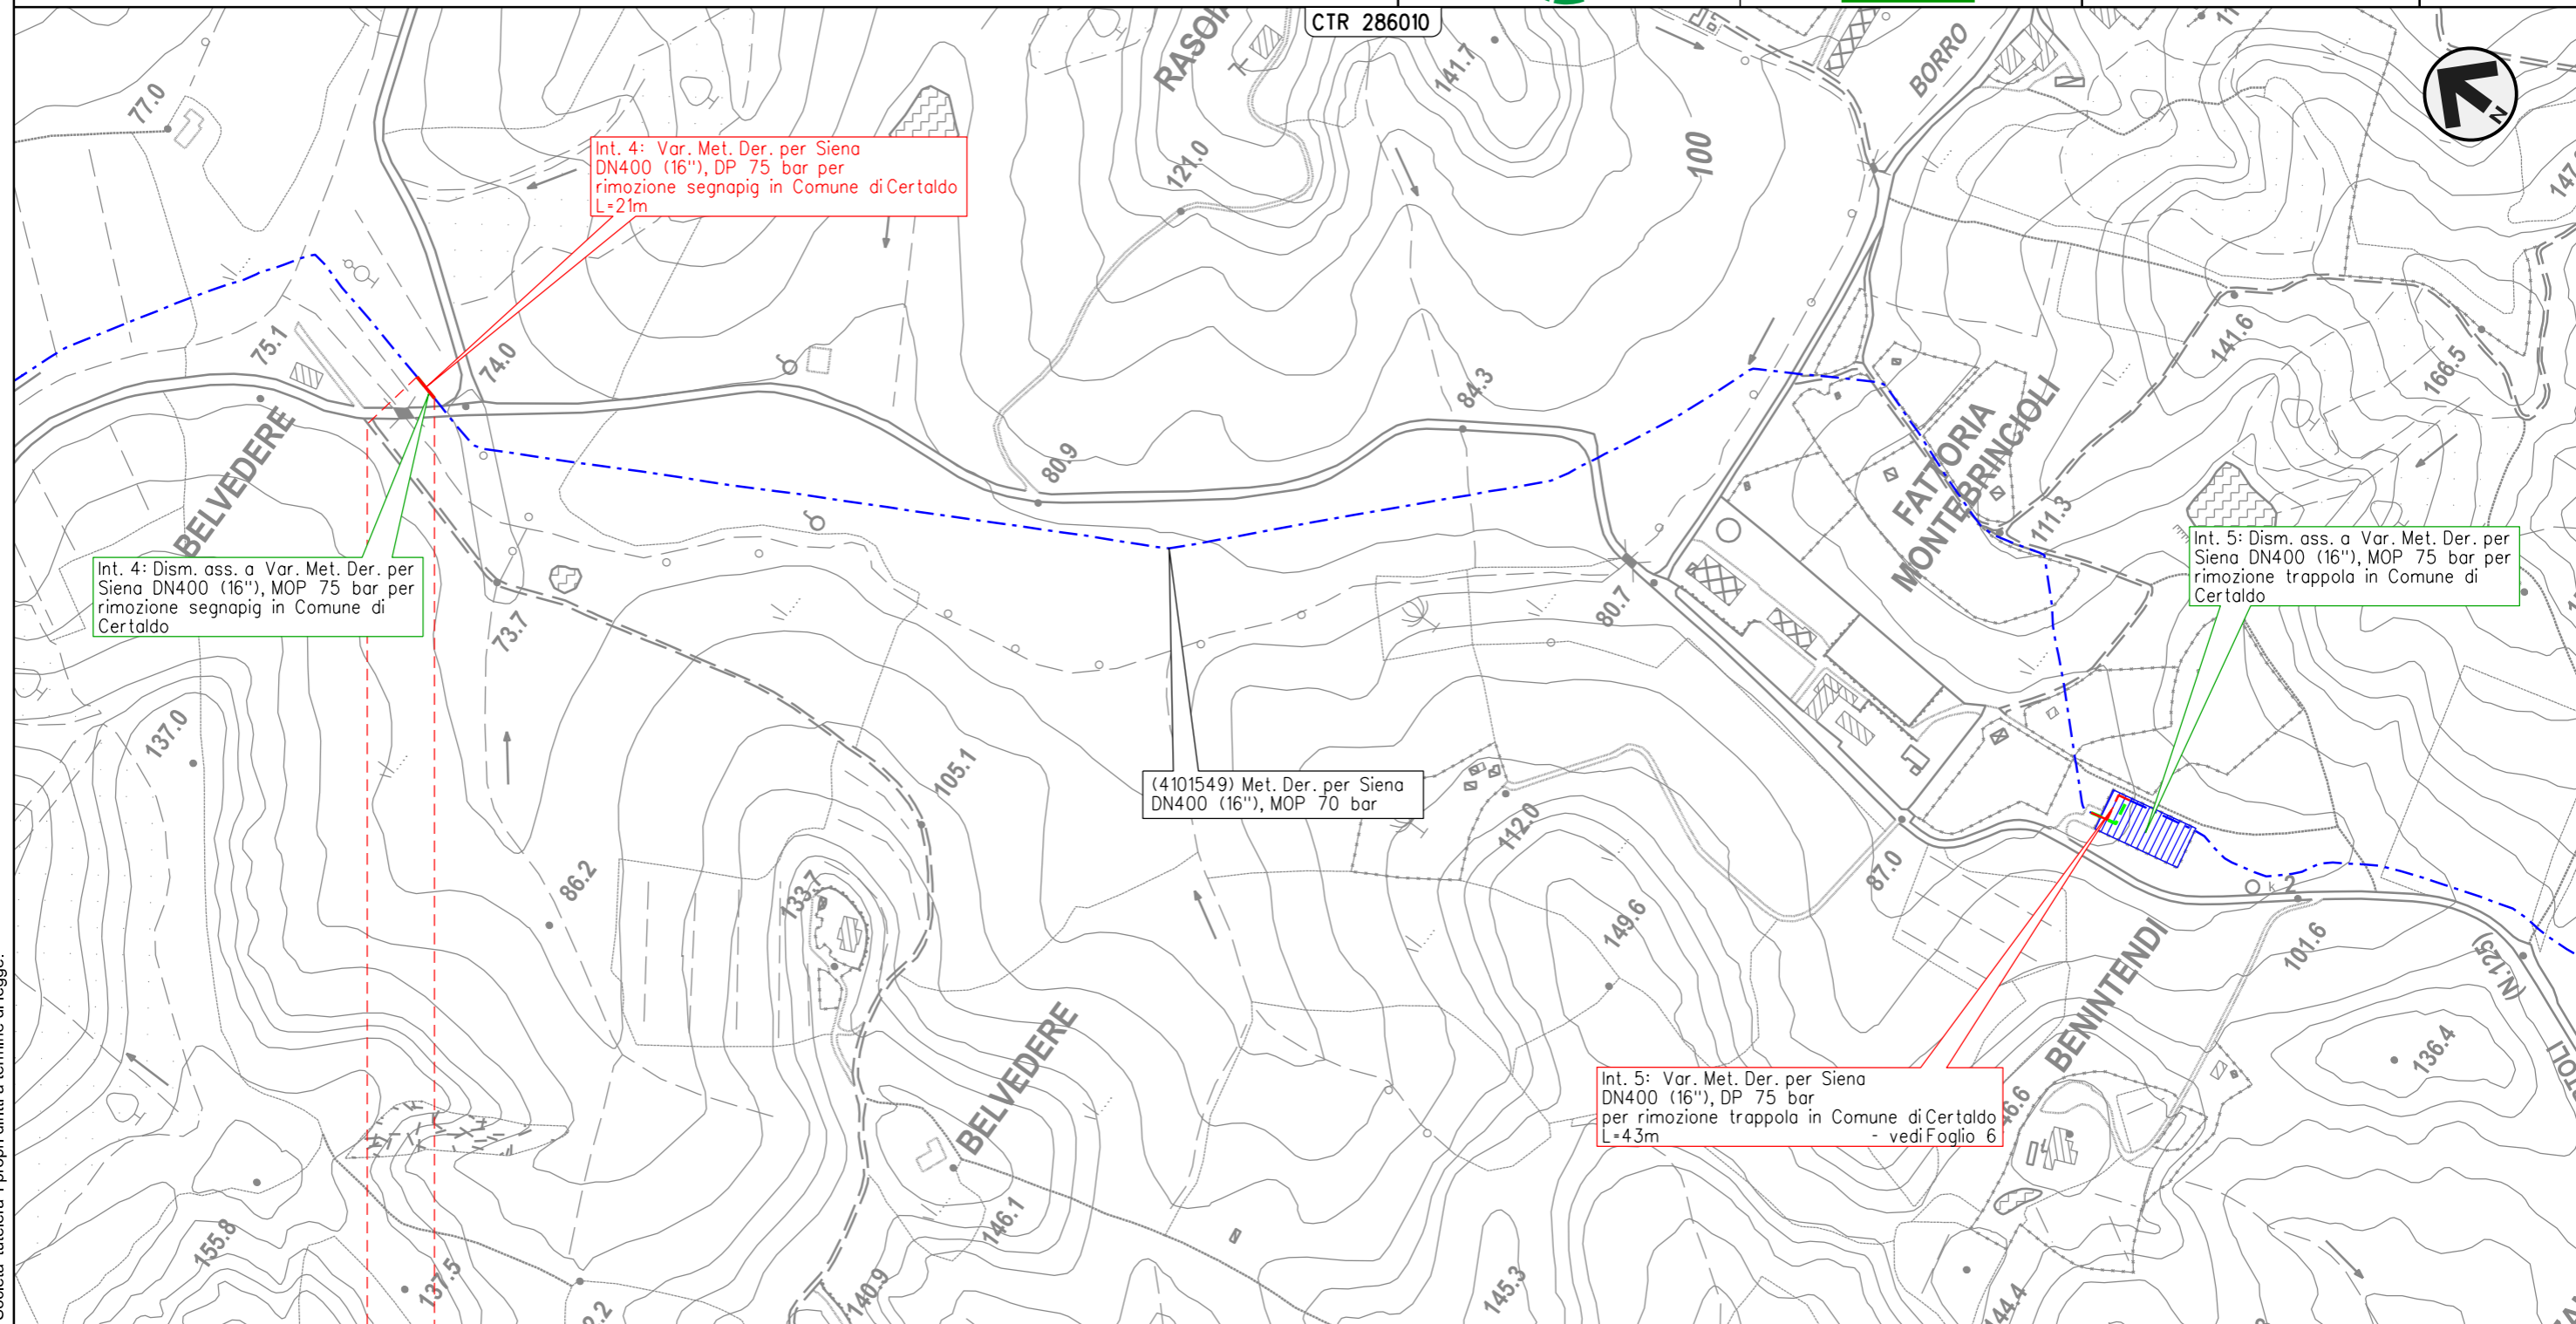 CTR 286010
RASOIA
BORRO
N
77.0
141.7
121.0
100
Int. 4: Var. Met. Der. per Siena
DN400 (16"), DP 75 bar per
rimozione segnapig in Comune di Certaldo
L=21m
75.1
74.0
BELVEDERE
80.9
84.3
141.6
166.5
FATTORIA
MONTEBRINCIOLI
111.3
Int. 4: Dism. ass. a Var. Met. Der. per
Siena DN400 (16"), MOP 75 bar per
rimozione segnapig in Comune di
Certaldo
Int. 5: Dism. ass. a Var. Met. Der. per
Siena DN400 (16"), MOP 75 bar per
rimozione trappola in Comune di
Certaldo
73.7
80.7
137.0
105.1
(4101549) Met. Der. per Siena
DN400 (16"), MOP 70 bar
112.0
87.0
86.2
133.7
149.6
k 2
101.6
(N.125)
BENINTENDI
136.4
BELVEDERE
Int. 5: Var. Met. Der. per Siena
DN400 (16"), DP 75 bar
per rimozione trappola in Comune di Certaldo
L=43m - vedi Foglio 6
155.8
137.5
146.1
140.9
145.3